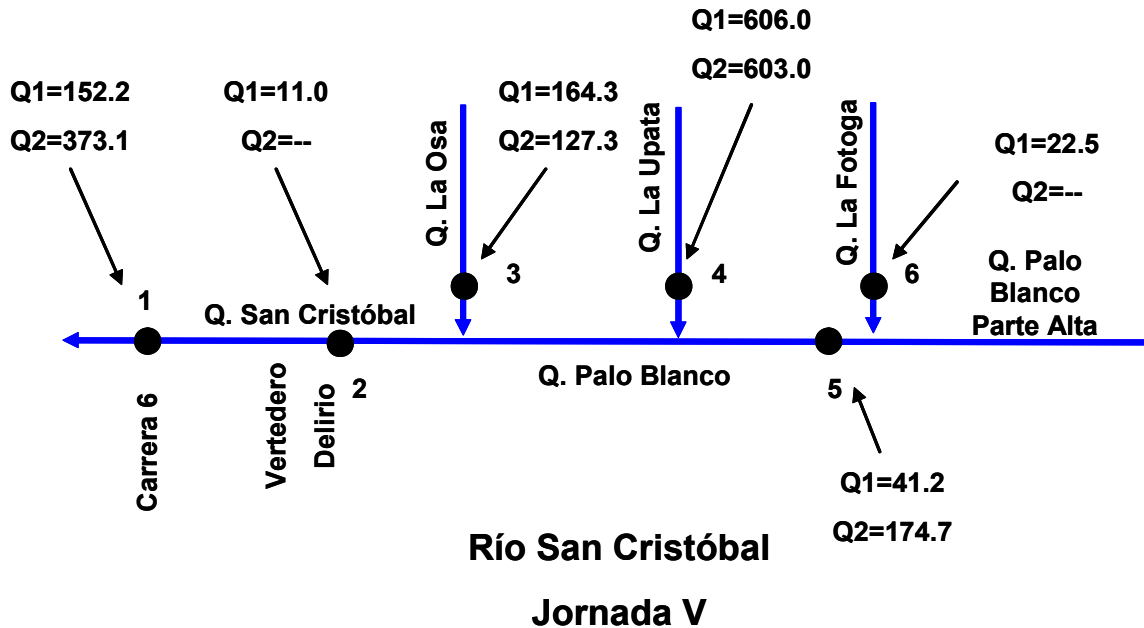 Q1=606.0
Q2=603.0
Q1=152.2
Q2=373.1
Q1=11.0
Q2=--
Q1=164.3
Q2=127.3
Q1=22.5
Q2=--
Q. La Osa
Q. La Upata
Q. La Fotoga
3
4
6
Q. Palo
Blanco
Parte Alta
1
Q. San Cristóbal
Q. Palo Blanco
2
5
Carrera 6
Vertedero
Delirio
Q1=41.2
Q2=174.7
Río San Cristóbal
Jornada V